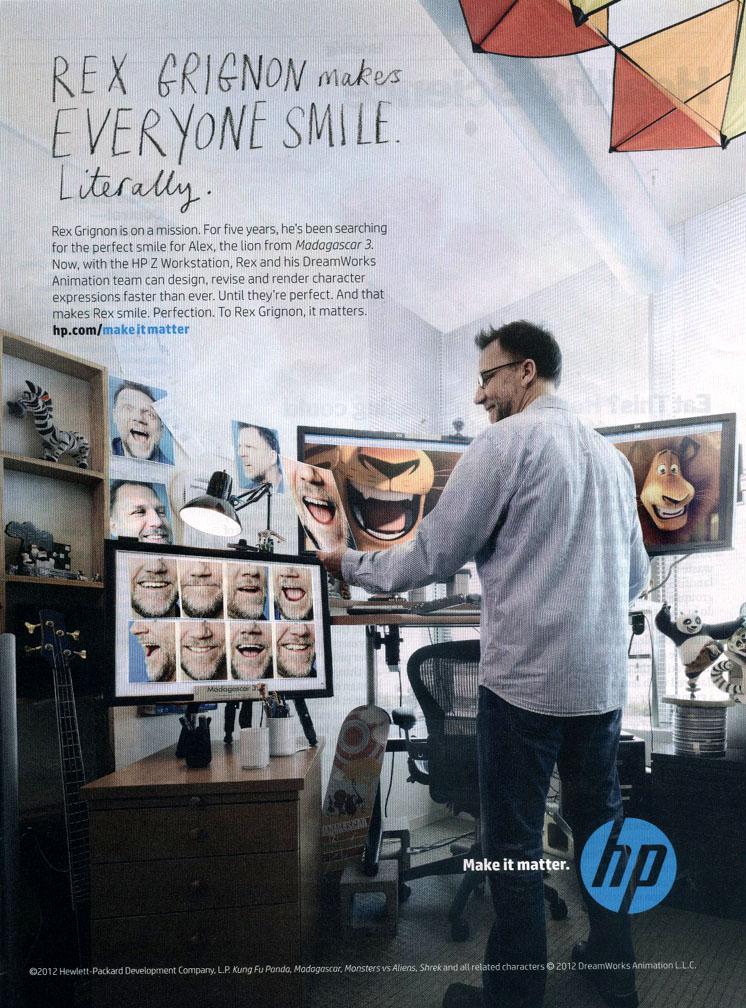 REX GRIGNON makes
EVERYONE SMILE.
Literally.
Rex Grignon is on a mission. For five years, he's been searching
for the perfect smile for Alex, the lion from Madagascar 3.
Now, with the HP Z Workstation, Rex and his DreamWorks
Animation team can design, revise and render character
expressions faster than ever. Until they're perfect. And that
makes Rex smile. Perfection. To Rex Grignon, it matters.
hp.com/makeitmatter
Madagascar 3
Make it matter.
hp
©2012 Hewlett-Packard Development Company, L.P. Kung Fu Panda, Madagascar, Monsters vs Aliens, Shrek and all related characters © 2012 DreamWorks Animation L.L.C.